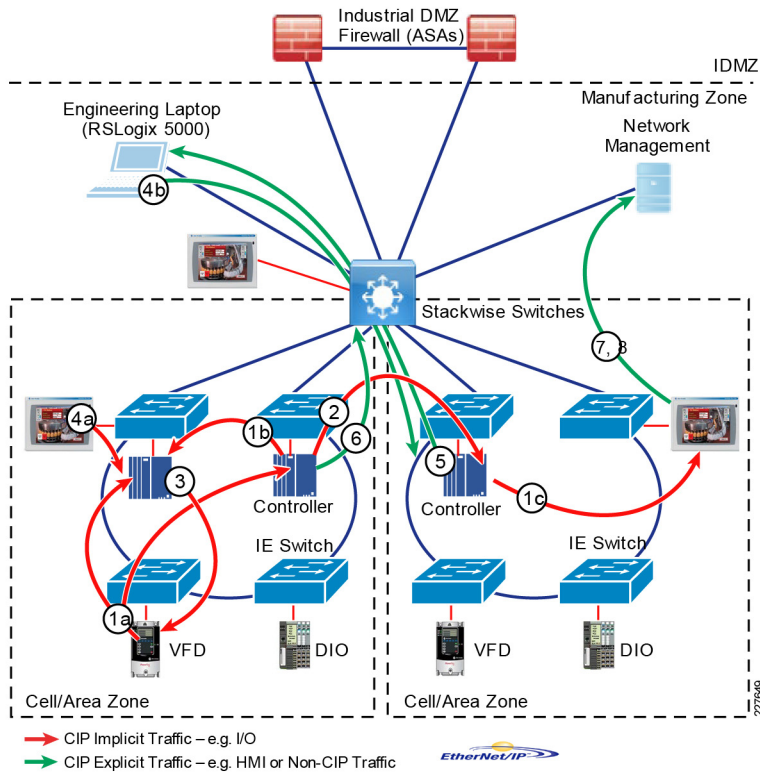 Industrial DMZ
Firewall (ASAs)
IDMZ
Manufacturing Zone
Engineering Laptop
(RSLogix 5000)
Network
Management
4b
Stackwise Switches
7, 8
4a
1b
2
6
3
5
1c
Controller
Controller
IE Switch
IE Switch
1a
VFD
DIO
VFD
DIO
Cell/Area Zone
Cell/Area Zone
227649
CIP Implicit Traffic – e.g. I/O
CIP Explicit Traffic – e.g. HMI or Non-CIP Traffic
EtherNet/IP